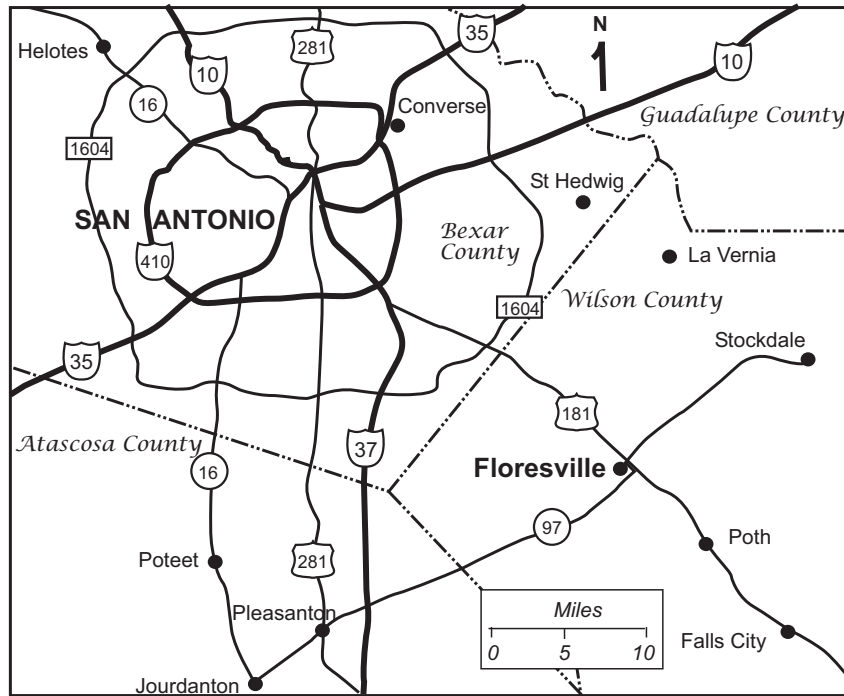 281
35
N
Helotes
10
10
16
Converse
Guadalupe County
1604
St Hedwig
SAN ANTONIO
Bexar
County
410
La Vernia
Wilson County
1604
Stockdale
35
181
Atascosa County
37
Floresville
16
97
Poteet
281
Poth
Miles
Pleasanton
0 5 10
Falls City
Jourdanton